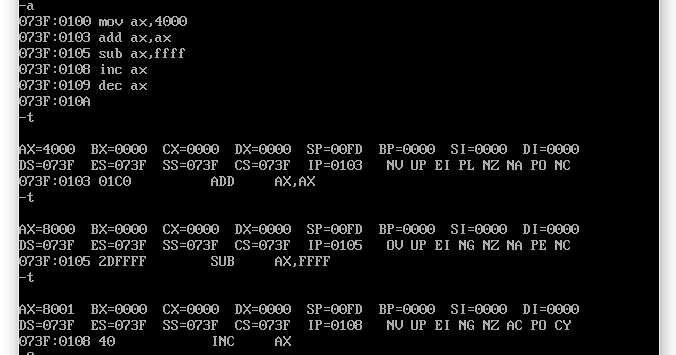 -a
073F:0100 mov ax,4000
073F:0103 add ax,ax
073F:0105 sub ax,ffff
073F:0108 inc ax
073F:0109 dec ax
073F:010A
-t
AX=4000 BX=0000 CX=0000 DX=0000 SP=00FD BP=0000 SI=0000 DI=0000
DS=073F ES=073F SS=073F CS=073F IP=0103 NV UP EI PL NZ NA PO NC
073F:0103 01C0 ADD AX,AX
-t
AX=8000 BX=0000 CX=0000 DX=0000 SP=00FD BP=0000 SI=0000 DI=0000
DS=073F ES=073F SS=073F CS=073F IP=0105 OV UP EI NG NZ NA PE NC
073F:0105 2DFFFF SUB AX,FFFF
-t
AX=8001 BX=0000 CX=0000 DX=0000 SP=00FD BP=0000 SI=0000 DI=0000
DS=073F ES=073F SS=073F CS=073F IP=0108 NV UP EI NG NZ AC PO CY
073F:0108 40 INC AX